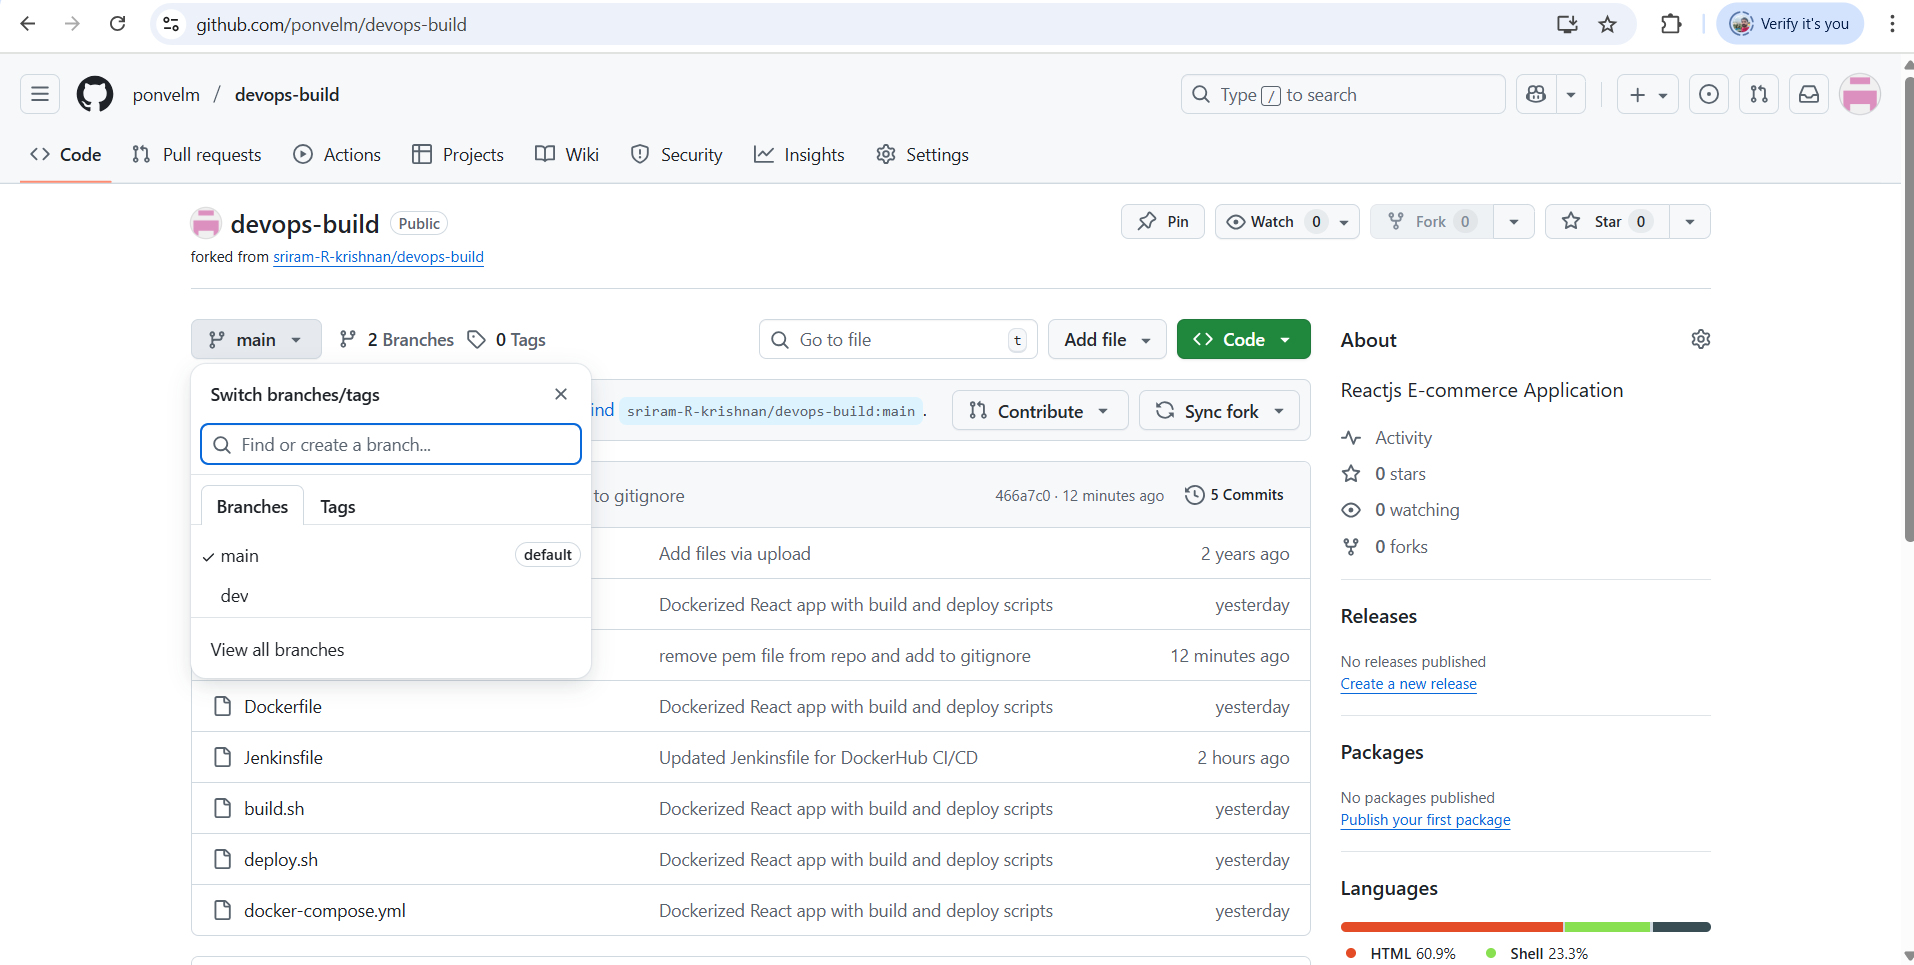 github.com/ponvelm/devops-build
Verify it's you
ponvelm / devops-build
Type / to search
Code
Pull requests
Actions
Projects
Wiki
Security
Insights
Settings
devops-build Public
forked from sriram-R-krishnan/devops-build
Pin
Watch 0
Fork 0
Star 0
main
2 Branches
0 Tags
Go to file t
Add file
Code
Switch branches/tags
Find or create a branch...
Branches
Tags
main default
dev
View all branches
sriram-R-krishnan/devops-build:main .
Contribute
Sync fork
to gitignore
466a7c0 · 12 minutes ago
5 Commits
Add files via upload 2 years ago
Dockerized React app with build and deploy scripts yesterday
remove pem file from repo and add to gitignore 12 minutes ago
Dockerfile Dockerized React app with build and deploy scripts yesterday
Jenkinsfile Updated Jenkinsfile for DockerHub CI/CD 2 hours ago
build.sh Dockerized React app with build and deploy scripts yesterday
deploy.sh Dockerized React app with build and deploy scripts yesterday
docker-compose.yml Dockerized React app with build and deploy scripts yesterday
About
Reactjs E-commerce Application
Activity
0 stars
0 watching
0 forks
Releases
No releases published
Create a new release
Packages
No packages published
Publish your first package
Languages
HTML 60.9%
Shell 23.3%